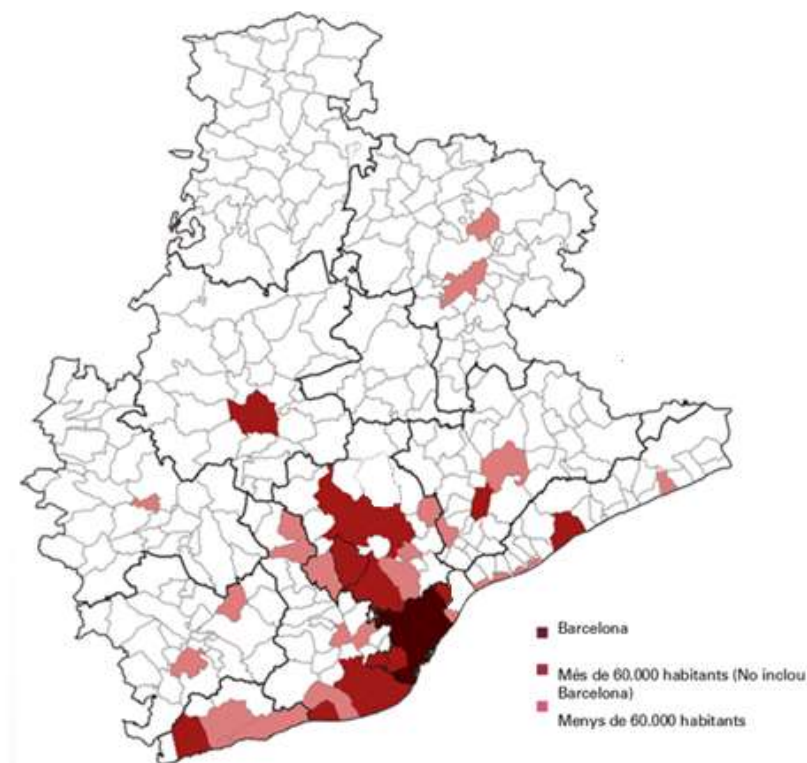 Barcelona
Més de 60.000 habitants (No inclou
Barcelona)
Menys de 60.000 habitants